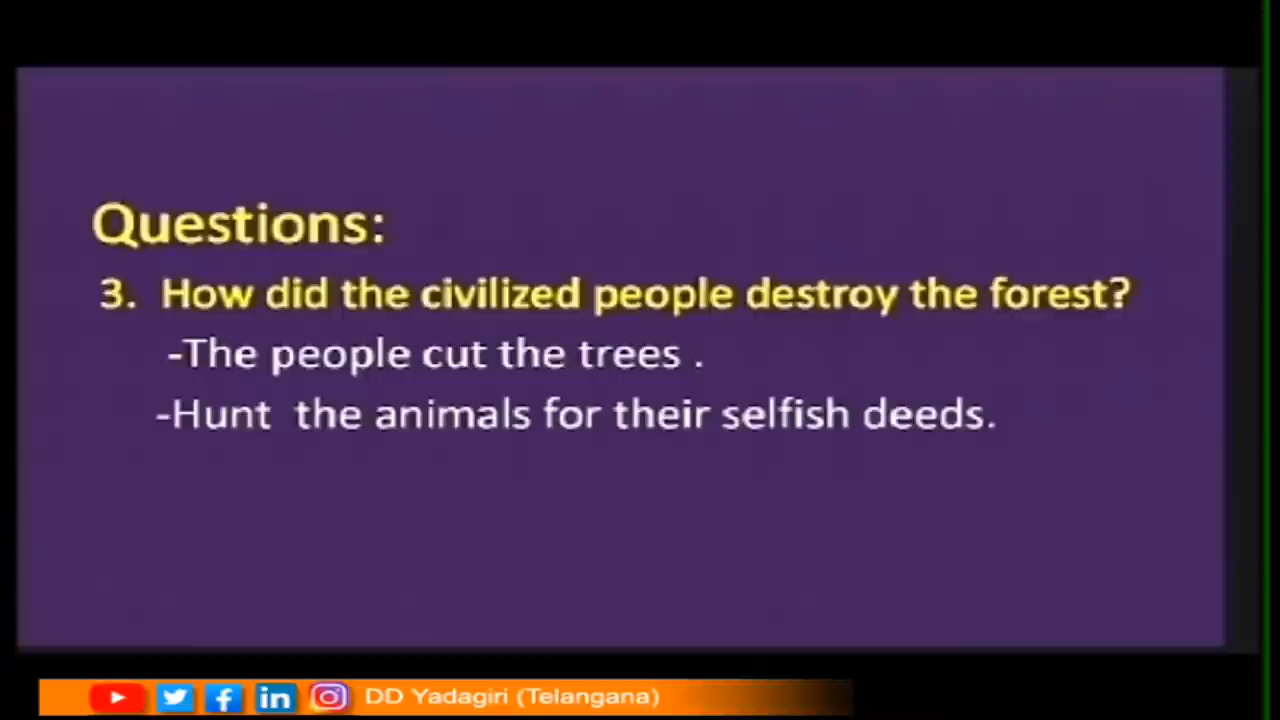 Questions:
3. How did the civilized people destroy the forest?
-The people cut the trees .
-Hunt the animals for their selfish deeds.
DD Yadagiri (Telangana)